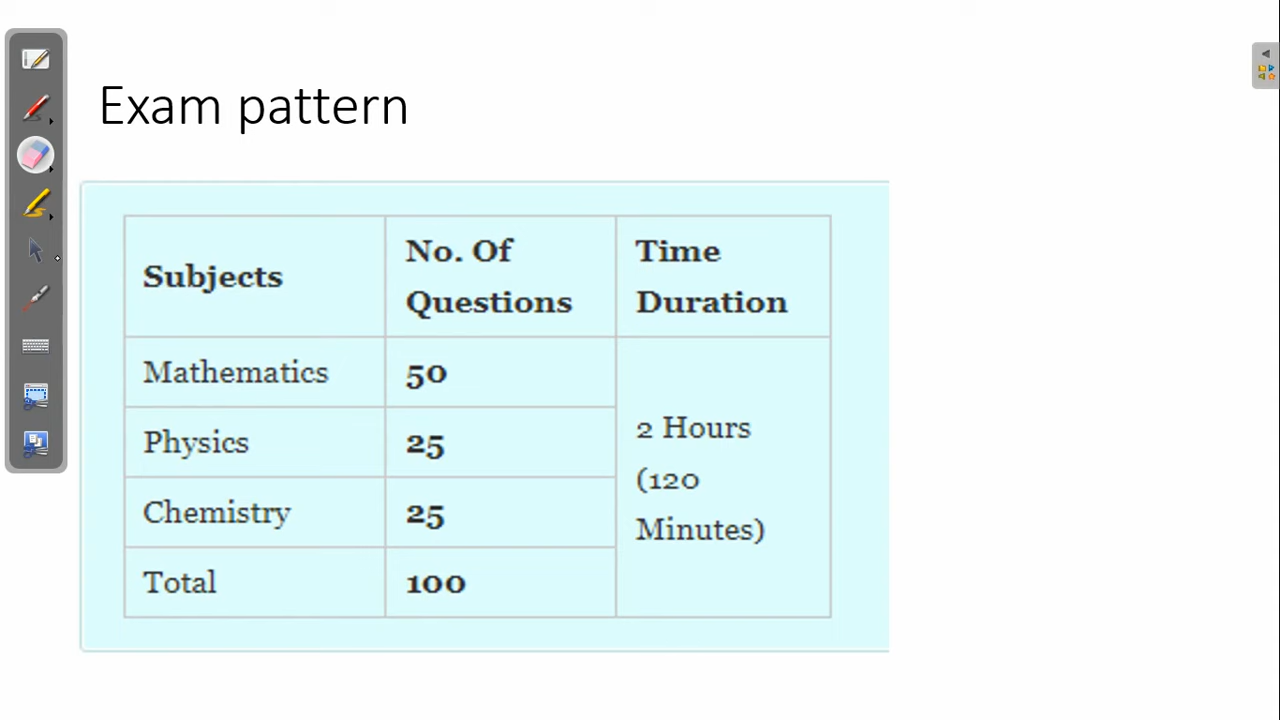 Exam pattern
Subjects
No. Of
Questions
Time
Duration
Mathematics
50
Physics
25
Chemistry
25
Total
100
2 Hours
(120
Minutes)